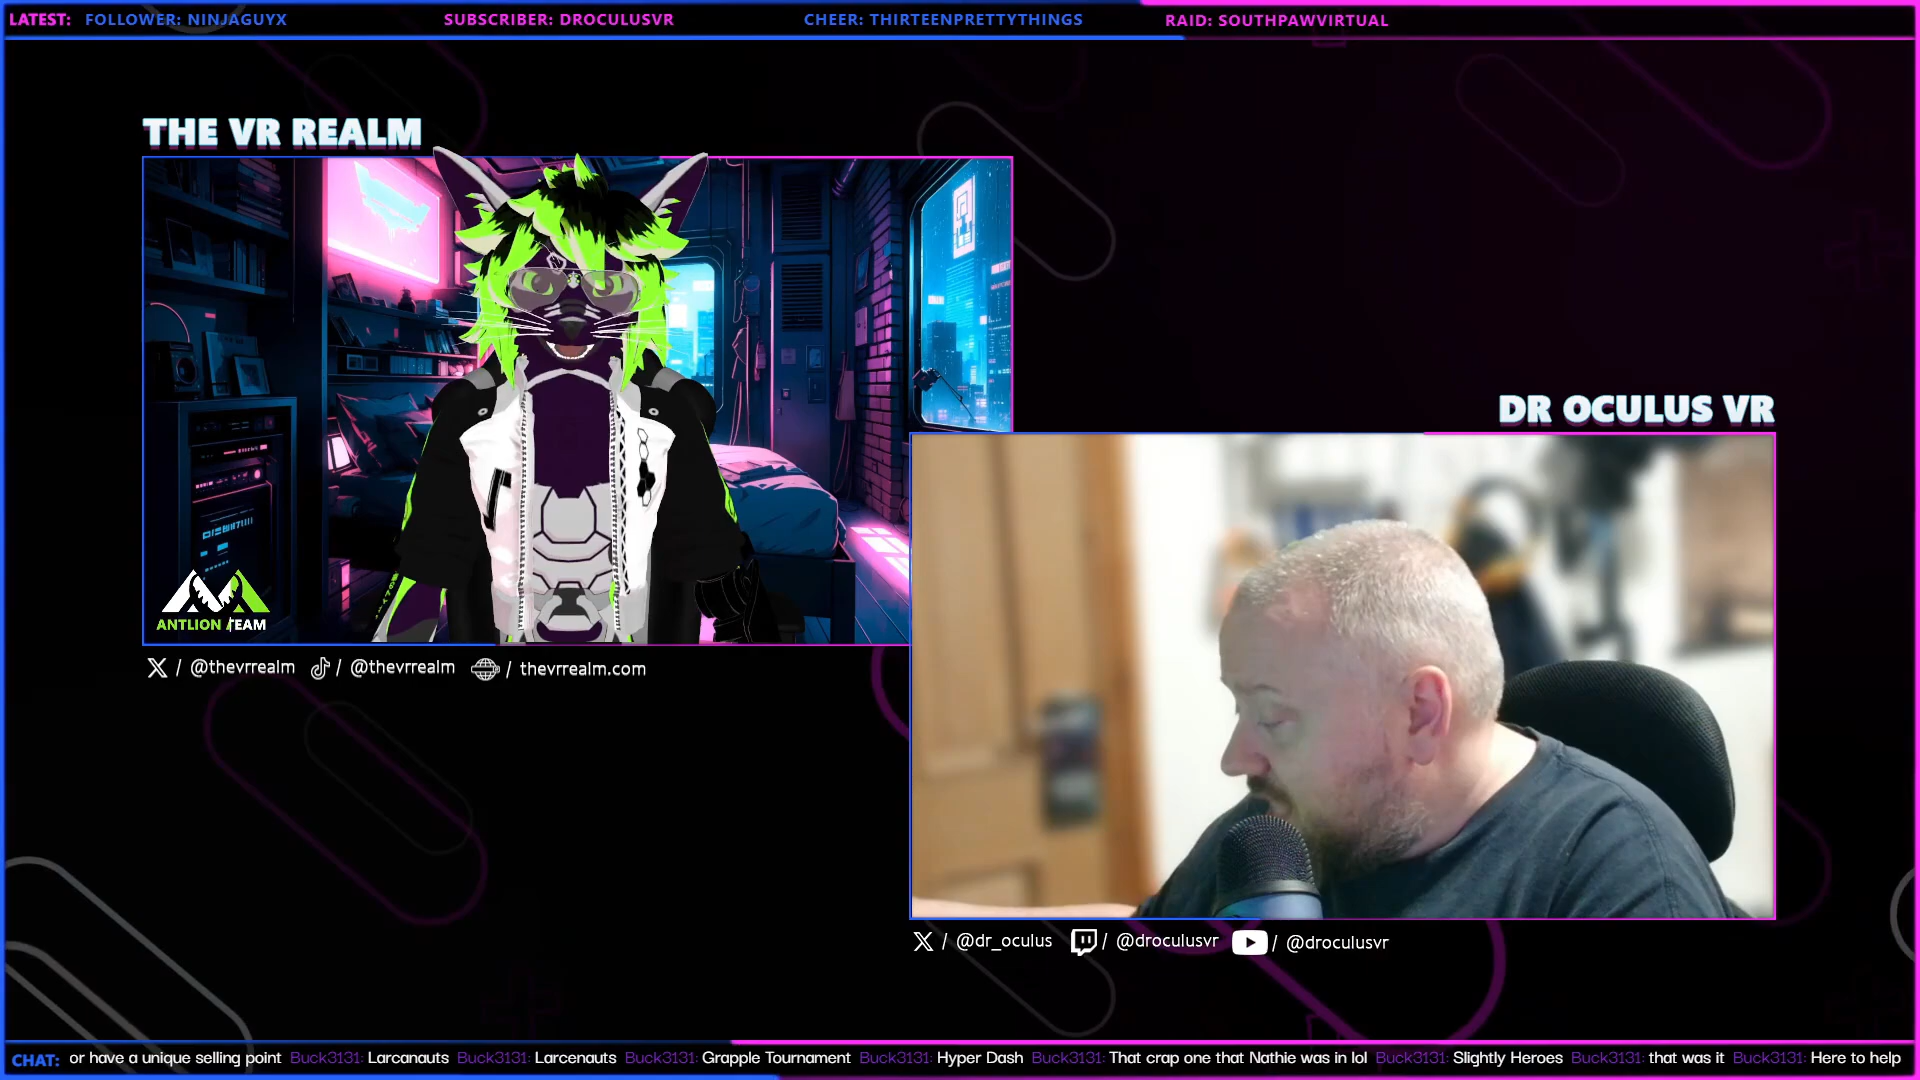 LATEST: FOLLOWER: NINJAGUYX SUBSCRIBER: DROCULUSVR CHEER: THIRTEENPRETTYTHINGS RAID: SOUTHPAWVIRTUAL
THE VR REALM
ANTLION TEAM
/ @thevrrealm / @thevrrealm / thevrrealm.com
DR OCULUS VR
/ @dr_oculus / @droculusvr / @droculusvr
CHAT: or have a unique selling point Buck3131: Larcanauts Buck3131: Larcenauts Buck3131: Grapple Tournament Buck3131: Hyper Dash Buck3131: That crap one that Nathie was in lol Buck3131: Slightly Heroes Buck3131: that was it Buck3131: Here to help